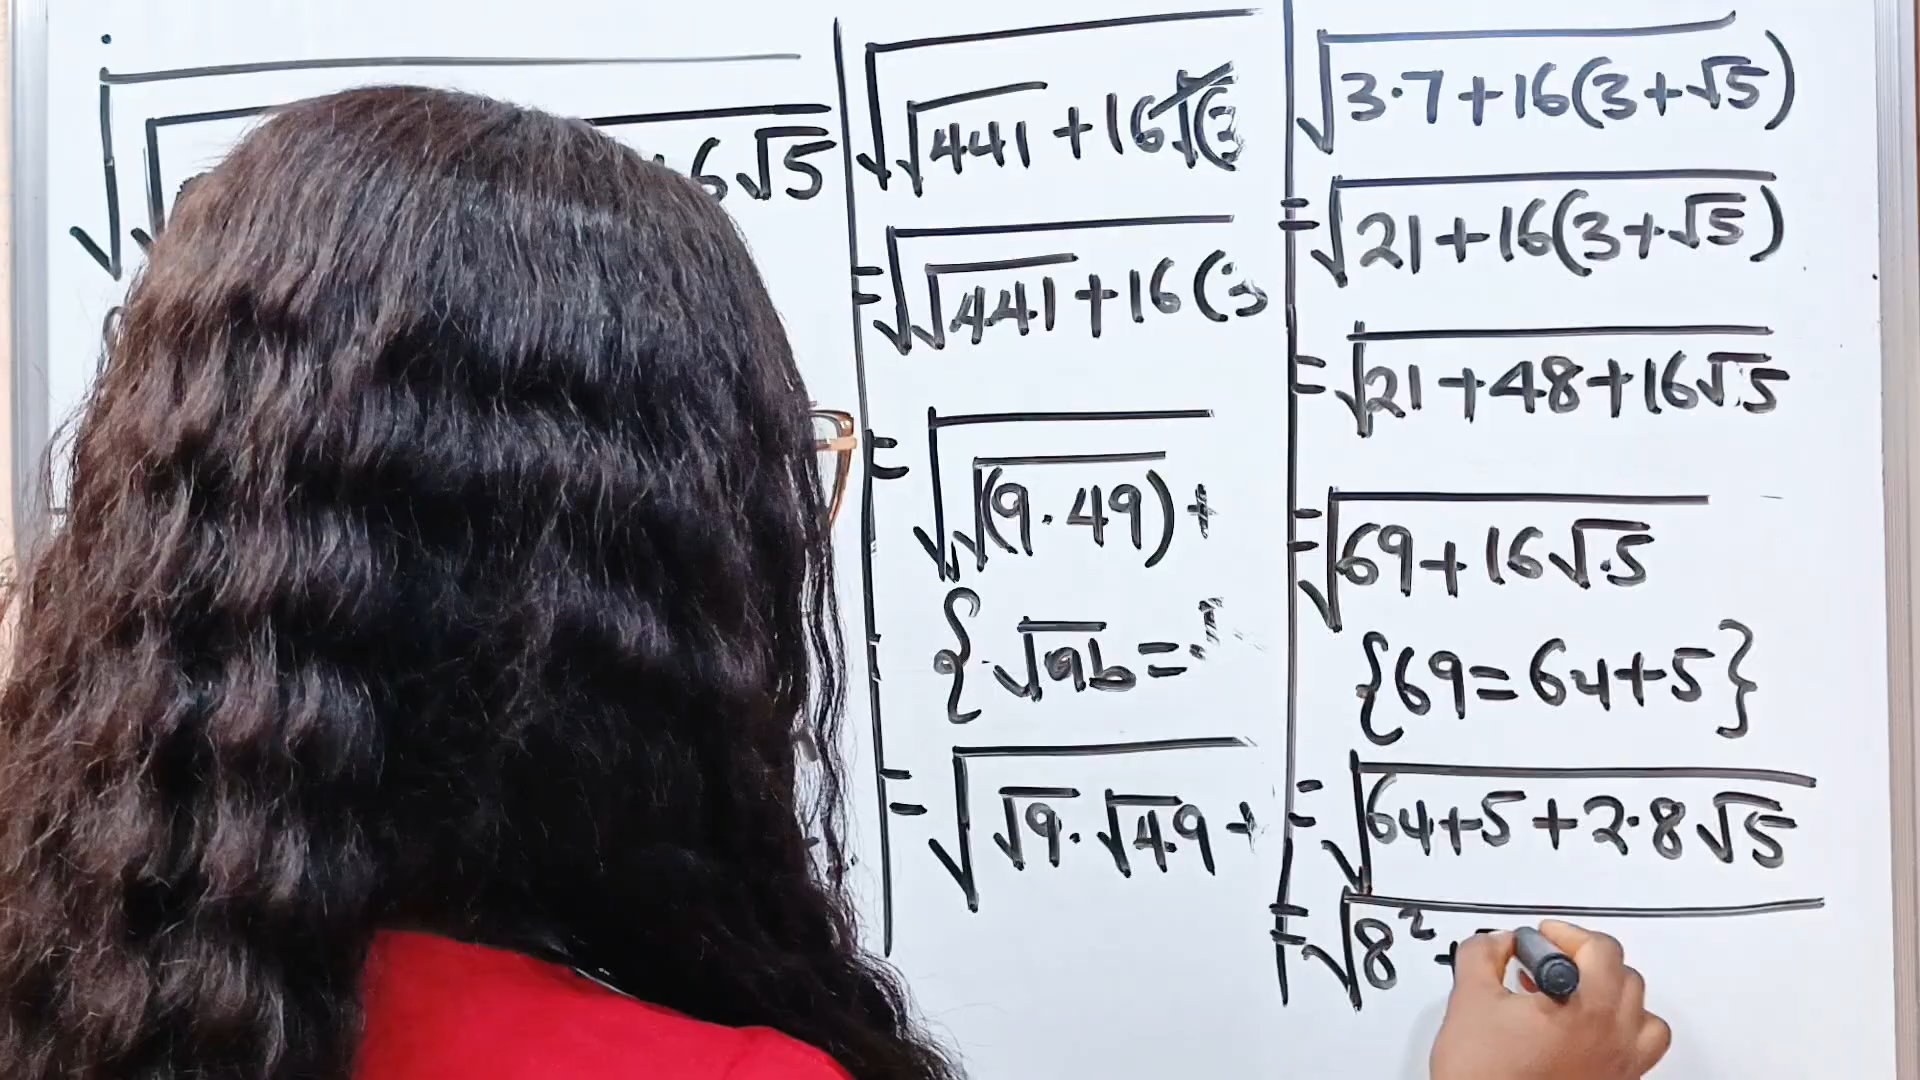 6√5
√(√441 + 16√(3
= √(√441 + 16(3
= √(√(9·49) +
{√ab =
= √(√9·√49 +
√(3·7 + 16(3+√5))
= √(21 + 16(3+√5))
= √(21 + 48 + 16√5)
= √(69 + 16√5)
{69 = 64+5}
= √(64+5 + 2·8√5)
= √(8² +